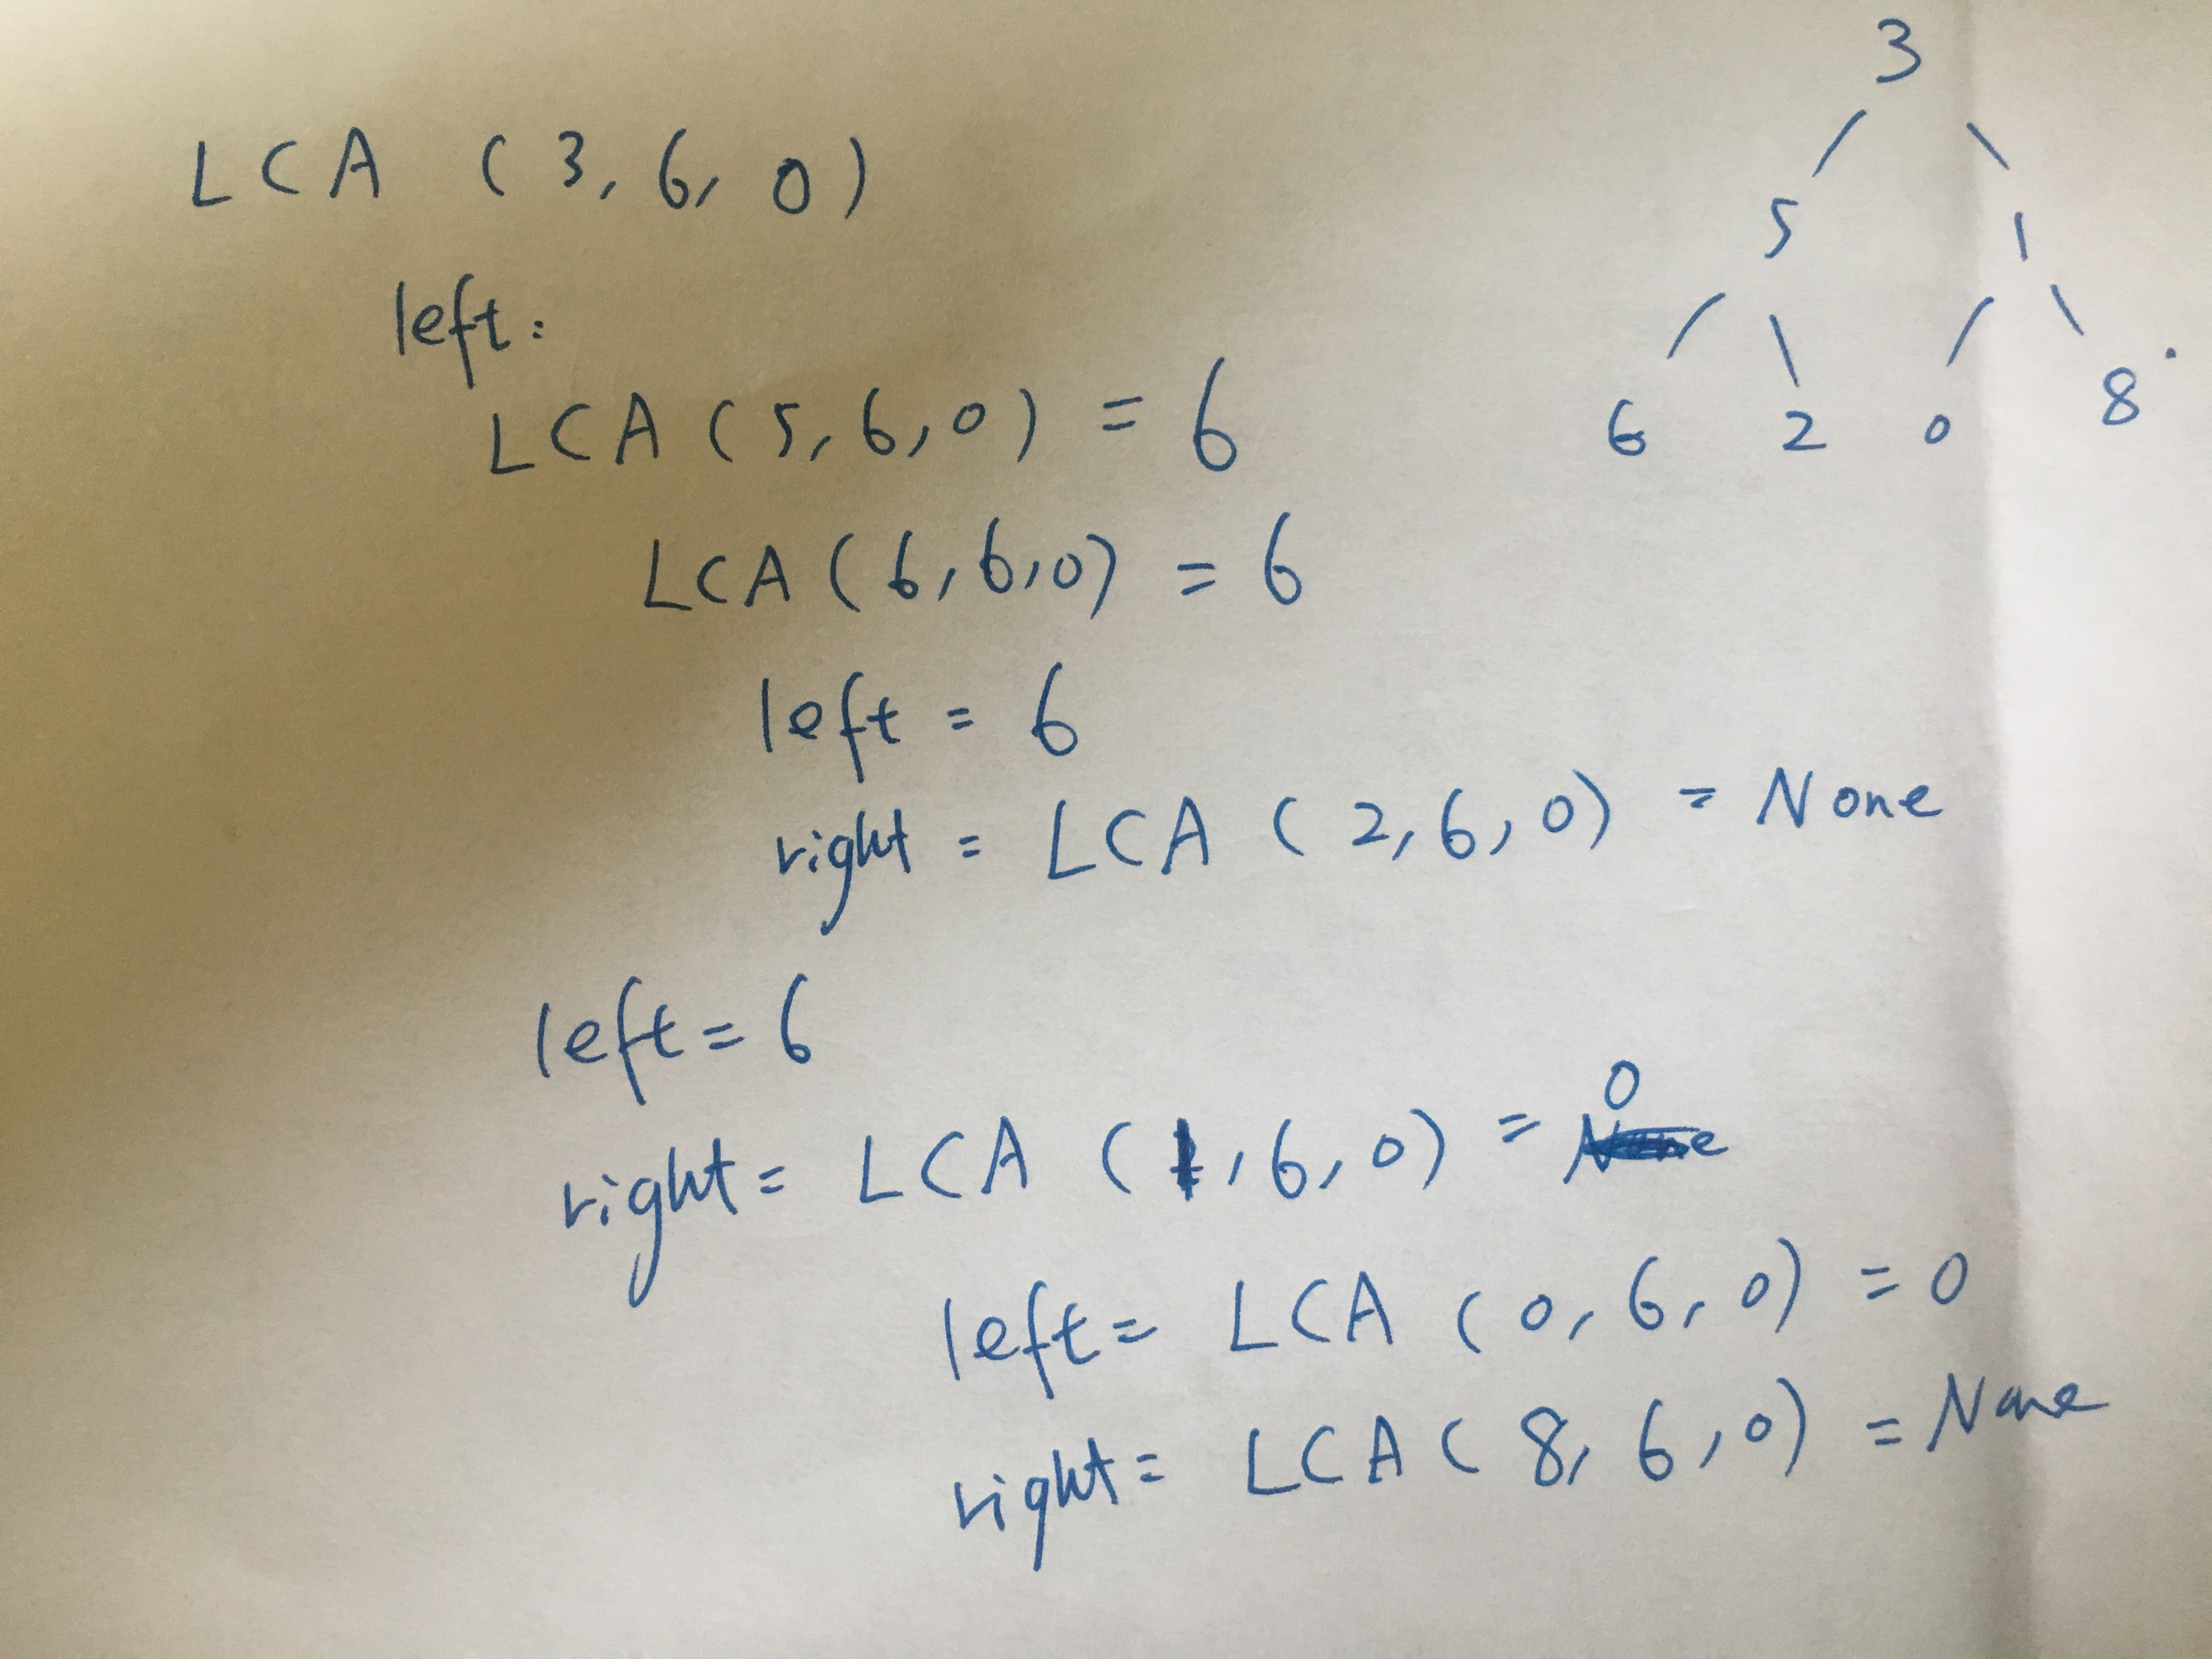 LCA (3,6,0)
left:
LCA (5,6,0) = 6
LCA (6,6,0) = 6
left = 6
right = LCA (2,6,0) = None
left = 6
right = LCA (1,6,0) = 0
left = LCA (0,6,0) = 0
right = LCA (8,6,0) = None
3
/ \
5 1
/ \ / \
6 2 0 8